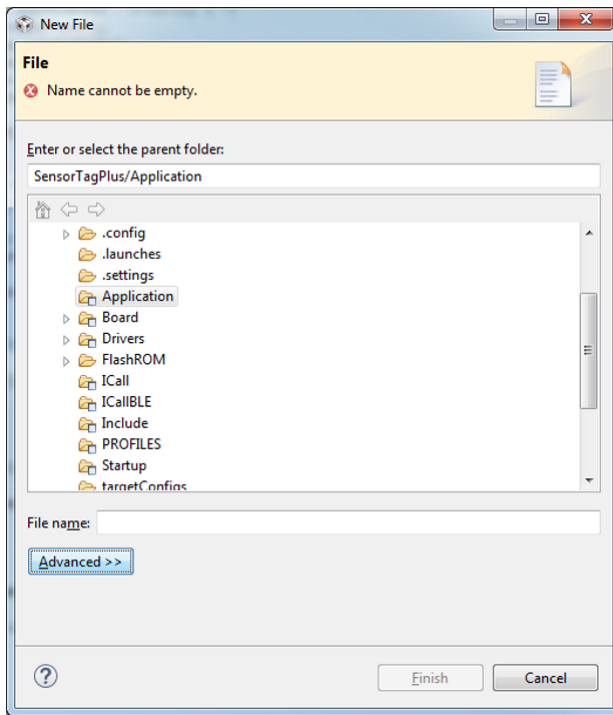 New File
File
Name cannot be empty.
Enter or select the parent folder:
SensorTagPlus/Application
.config
.launches
.settings
Application
Board
Drivers
FlashROM
ICall
ICallBLE
Include
PROFILES
Startup
targetConfigs
File name:
Advanced >>
Finish
Cancel